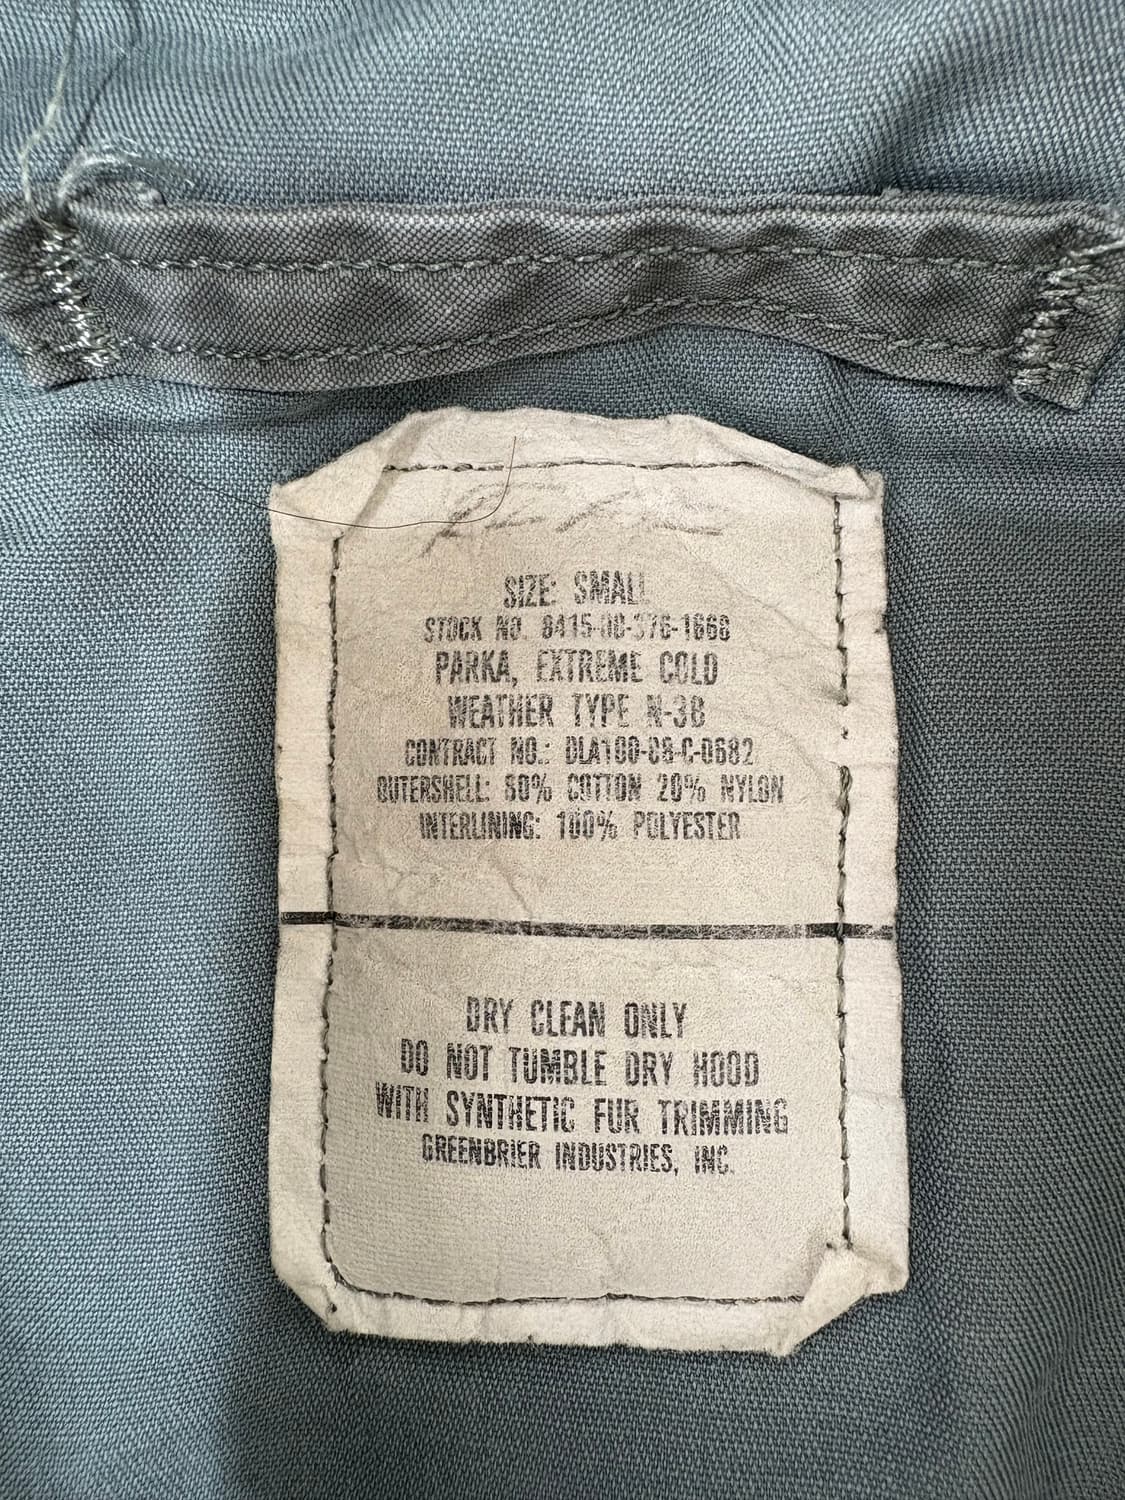 SIZE: SMALL
STOCK NO. 8415-00-376-1668
PARKA, EXTREME COLD
WEATHER TYPE N-3B
CONTRACT NO.: DLA100-88-C-0682
OUTERSHELL: 80% COTTON 20% NYLON
INTERLINING: 100% POLYESTER
DRY CLEAN ONLY
DO NOT TUMBLE DRY HOOD
WITH SYNTHETIC FUR TRIMMING
GREENBRIER INDUSTRIES, INC.